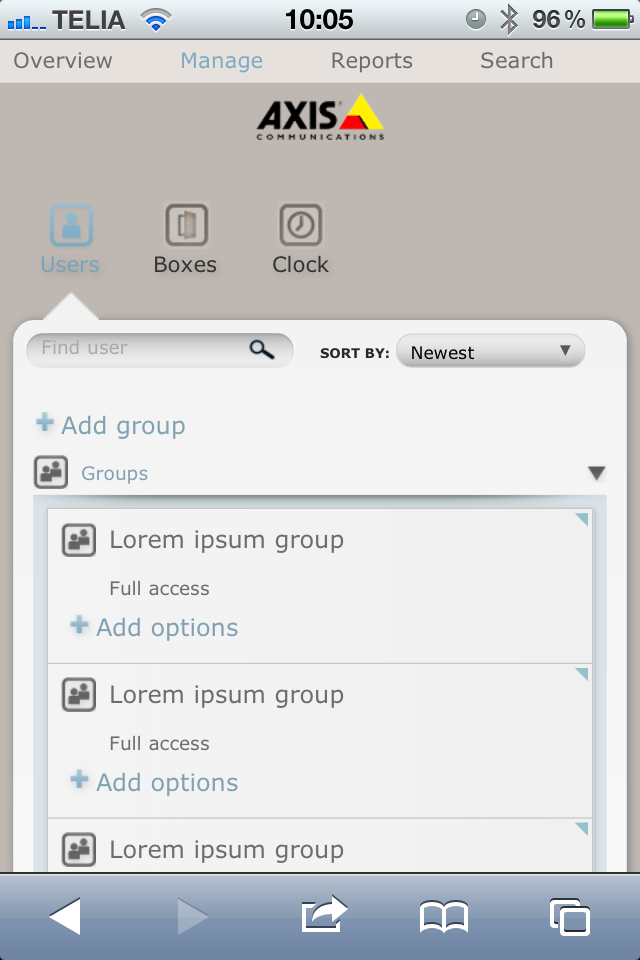 TELIA 10:05 96 %
Overview Manage Reports Search
AXIS
COMMUNICATIONS
Users Boxes Clock
Find user SORT BY: Newest
Add group
Groups
Lorem ipsum group
Full access
Add options
Lorem ipsum group
Full access
Add options
Lorem ipsum group